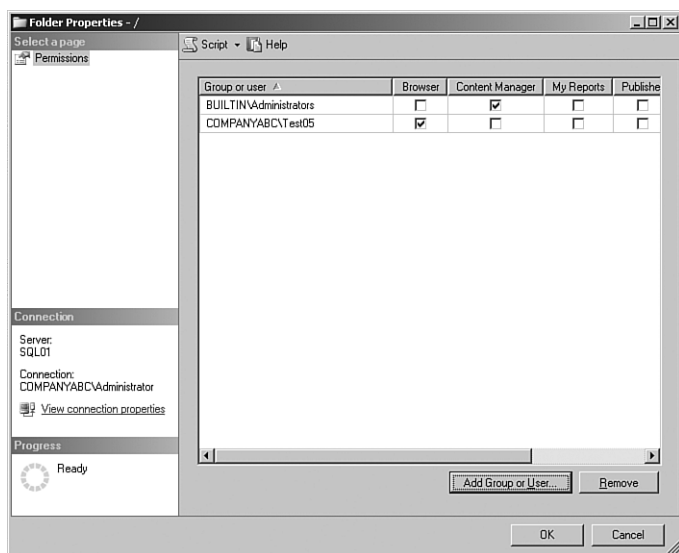 Folder Properties - /
Select a page
Permissions
Script Help
Group or user Browser Content Manager My Reports Publishe
BUILTIN\Administrators
COMPANYABC\Test05
Connection
Server:
SQL01
Connection:
COMPANYABC\Administrator
View connection properties
Progress
Ready
Add Group or User... Remove
OK Cancel